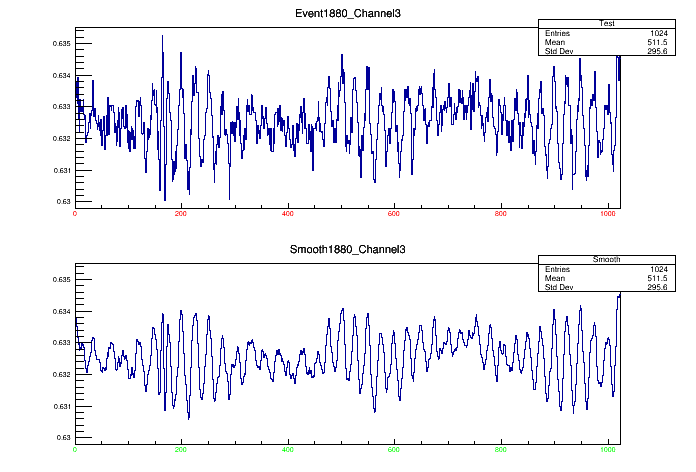 Event1880_Channel3
Test
Entries 1024
Mean 511.5
Std Dev 295.6
0.635
0.634
0.633
0.632
0.631
0.63
0 200 400 600 800 1000
Smooth1880_Channel3
Smooth
Entries 1024
Mean 511.5
Std Dev 295.6
0.635
0.634
0.633
0.632
0.631
0.63
0 200 400 600 800 1000